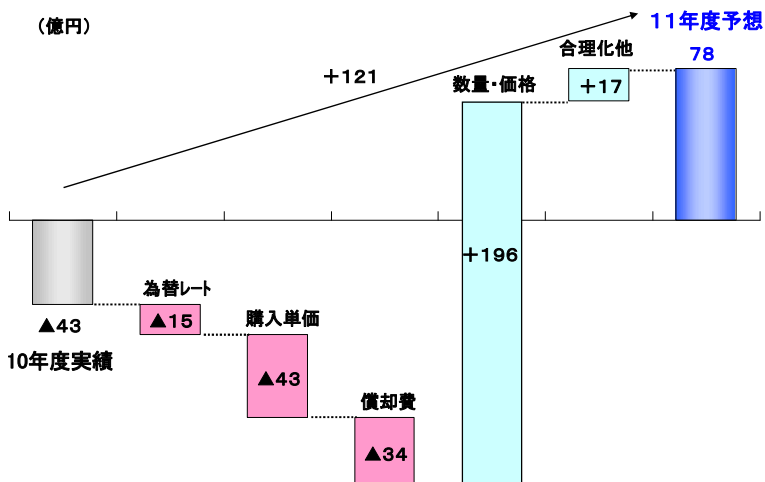 (億円)
11年度予想
78
合理化他
+17
+121
数量・価格
+196
▲43
10年度実績
為替レート
▲15
購入単価
▲43
償却費
▲34